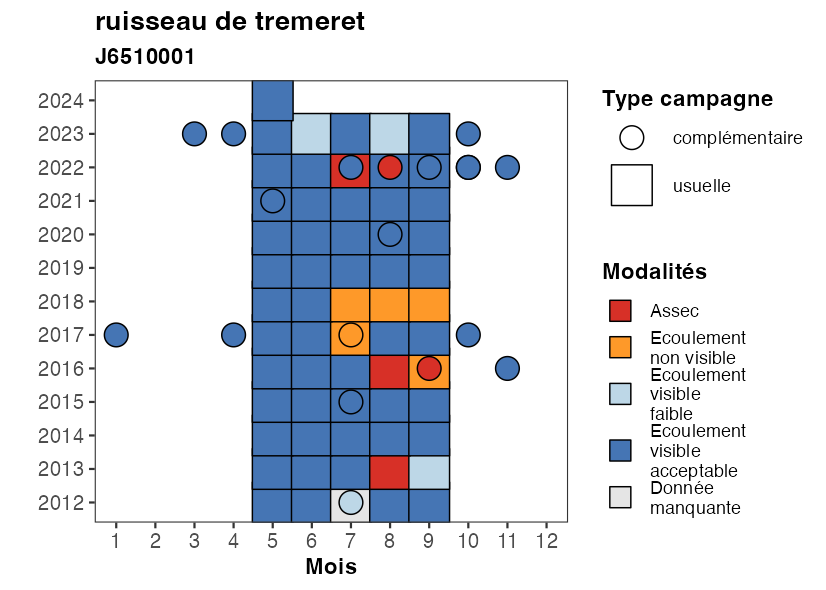 ruisseau de tremeret
J6510001
2024
2023
2022
2021
2020
2019
2018
2017
2016
2015
2014
2013
2012
1 2 3 4 5 6 7 8 9 10 11 12
Mois
Type campagne
complémentaire
usuelle
Modalités
Assec
Ecoulement
non visible
Ecoulement
visible
faible
Ecoulement
visible
acceptable
Donnée
manquante